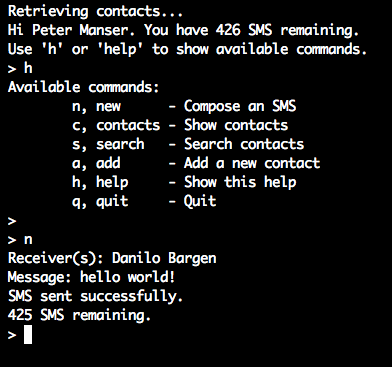 Retrieving contacts...
Hi Peter Manser. You have 426 SMS remaining.
Use 'h' or 'help' to show available commands.
> h
Available commands:
n, new      - Compose an SMS
c, contacts - Show contacts
s, search   - Search contacts
a, add      - Add a new contact
h, help     - Show this help
q, quit     - Quit
>
> n
Receiver(s): Danilo Bargen
Message: hello world!
SMS sent successfully.
425 SMS remaining.
>